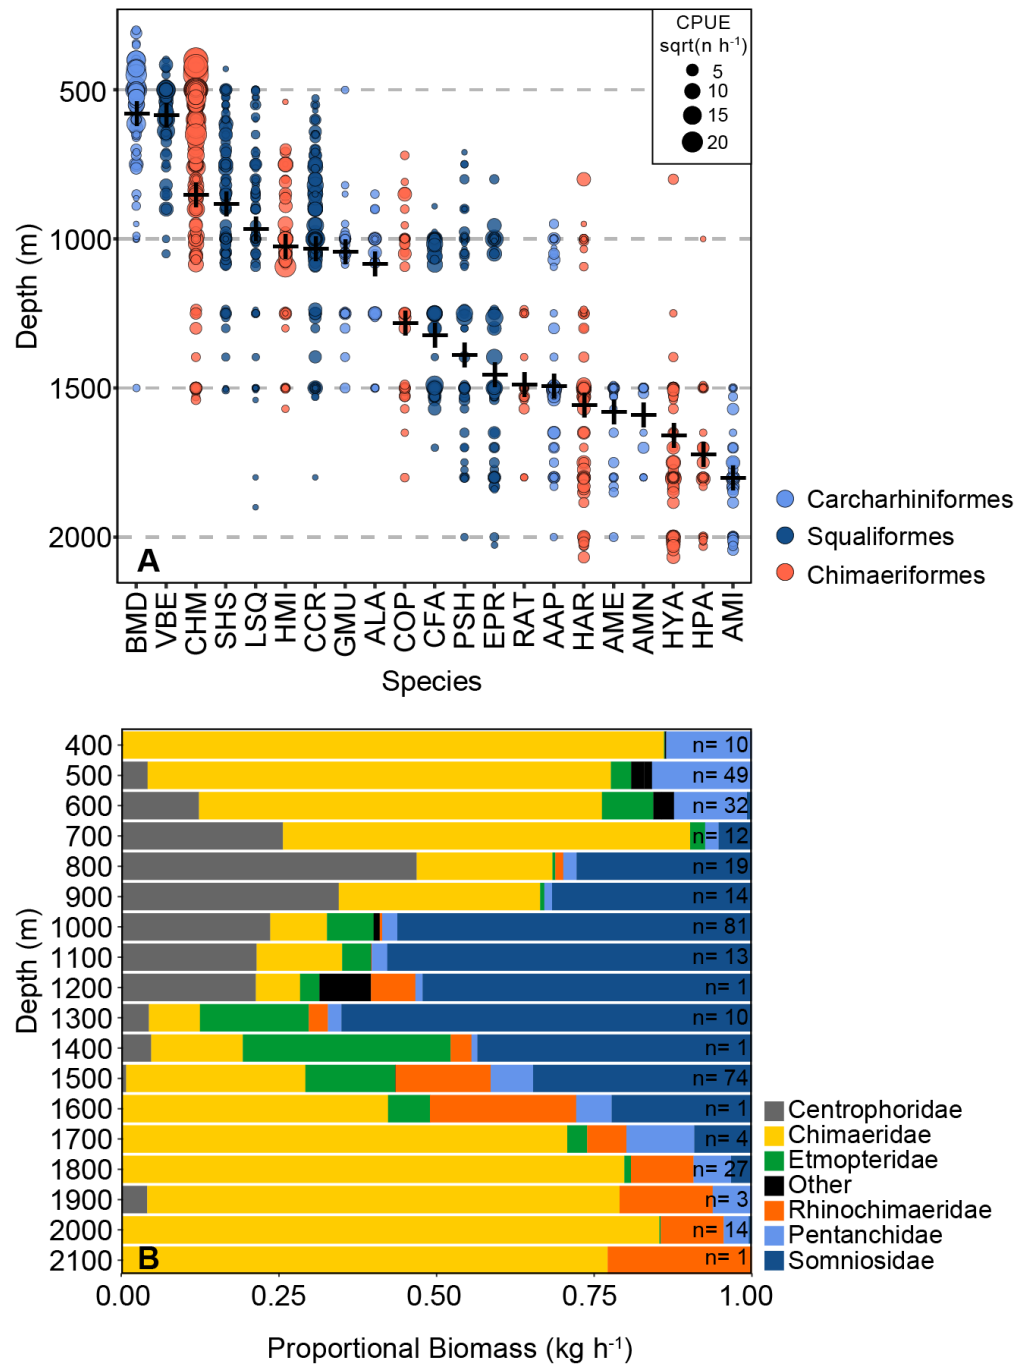 CPUE
sqrt(n h⁻¹)
5
10
15
20
500
1000
1500
2000
Depth (m)
A
BMD
VBE
CHM
SHS
LSQ
HMI
CCR
GMU
ALA
COP
CFA
PSH
EPR
RAT
AAP
HAR
AME
AMN
HYA
HPA
AMI
Species
Carcharhiniformes
Squaliformes
Chimaeriformes
400 n= 10
500 n= 49
600 n= 32
700 n= 12
800 n= 19
900 n= 14
1000 n= 81
1100 n= 13
1200 n= 1
1300 n= 10
1400 n= 1
1500 n= 74
1600 n= 1
1700 n= 4
1800 n= 27
1900 n= 3
2000 n= 14
2100 n= 1
Depth (m)
B
0.00 0.25 0.50 0.75 1.00
Proportional Biomass (kg h⁻¹)
Centrophoridae
Chimaeridae
Etmopteridae
Other
Rhinochimaeridae
Pentanchidae
Somniosidae